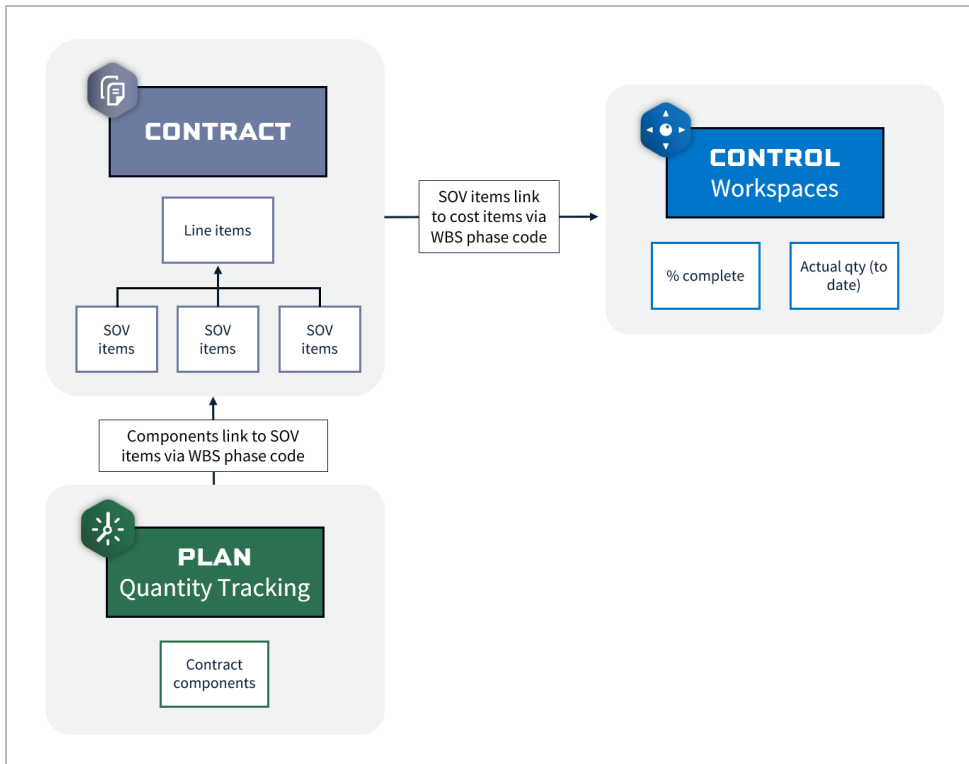 CONTRACT
Line items
SOV
items
SOV
items
SOV
items
SOV items link
to cost items via
WBS phase code
CONTROL
Workspaces
% complete
Actual qty (to
date)
Components link to SOV
items via WBS phase code
PLAN
Quantity Tracking
Contract
components